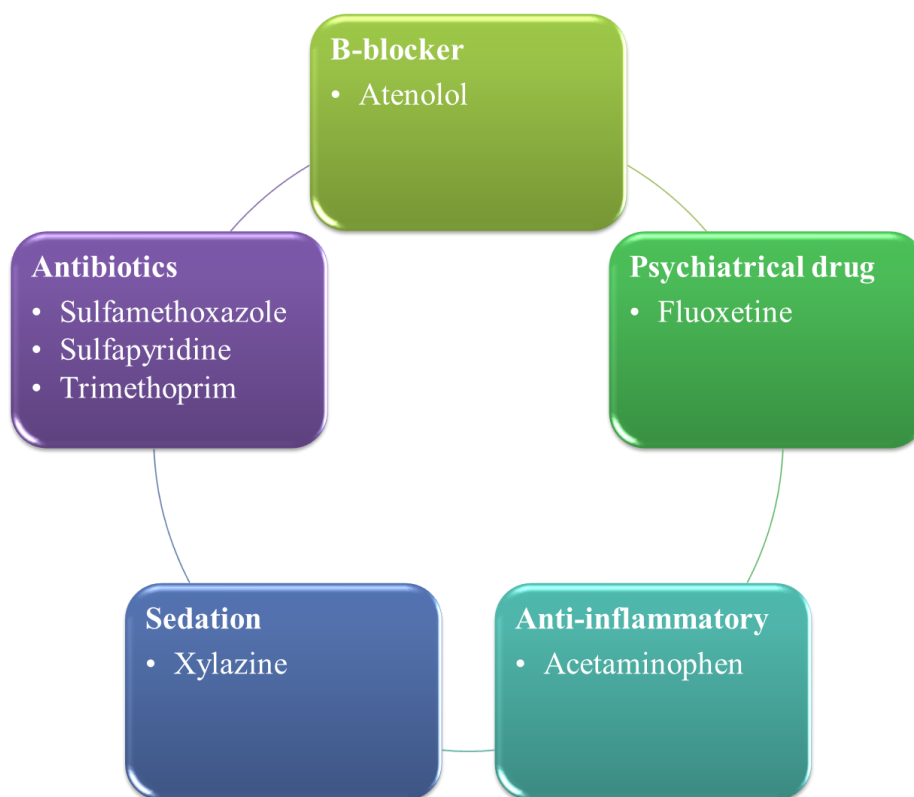 B-blocker
• Atenolol
Psychiatrical drug
• Fluoxetine
Anti-inflammatory
• Acetaminophen
Sedation
• Xylazine
Antibiotics
• Sulfamethoxazole
• Sulfapyridine
• Trimethoprim